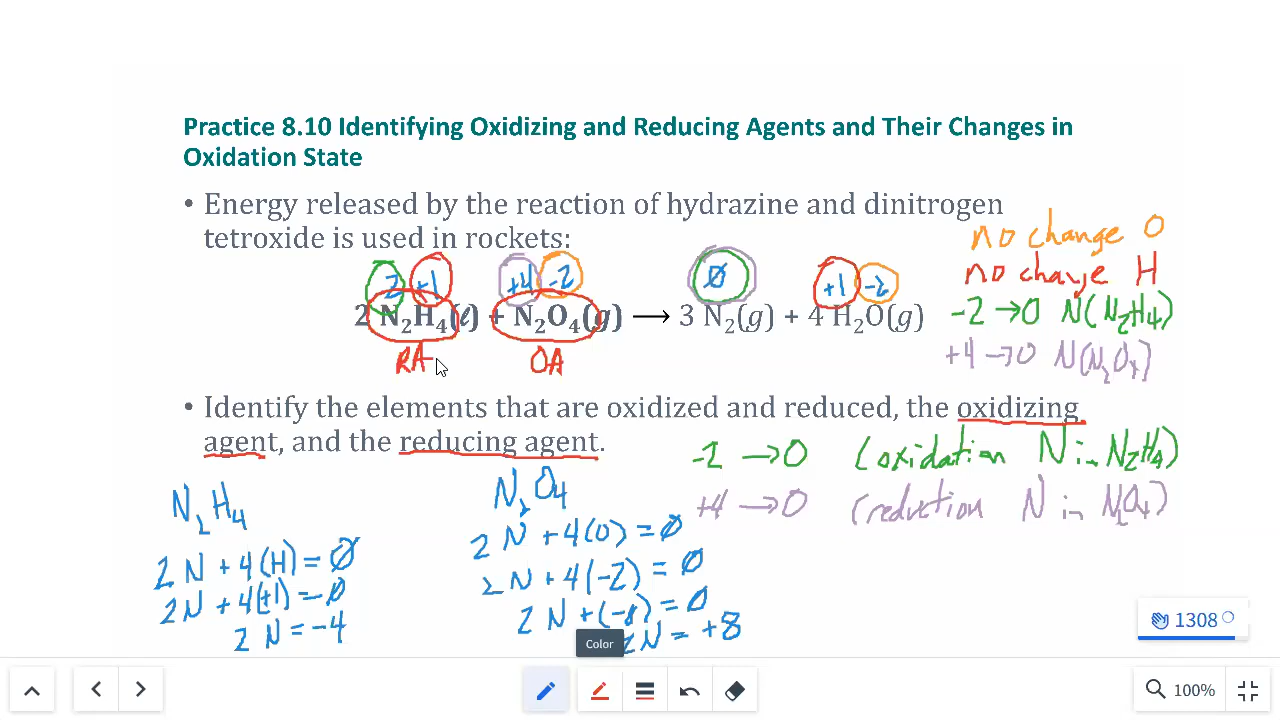 Practice 8.10 Identifying Oxidizing and Reducing Agents and Their Changes in
Oxidation State
• Energy released by the reaction of hydrazine and dinitrogen
tetroxide is used in rockets:
no change O
no change H
-2 +1 +4 -2 0 +1 -2
2 N₂H₄(ℓ) + N₂O₄(g) ⟶ 3 N₂(g) + 4 H₂O(g)
-2 → 0 N(N₂H₄)
RA OA
+4 → 0 N(N₂O₄)
• Identify the elements that are oxidized and reduced, the oxidizing
agent, and the reducing agent.
-2 → 0 (oxidation N in N₂H₄)
+4 → 0 (reduction N in N₂O₄)
N₂H₄
2N + 4(H) = 0
2N + 4(+1) = 0
2N = -4
N₂O₄
2N + 4(O) = 0
2N + 4(-2) = 0
2N + (-8) = 0
2N = +8
Color
1308
100%